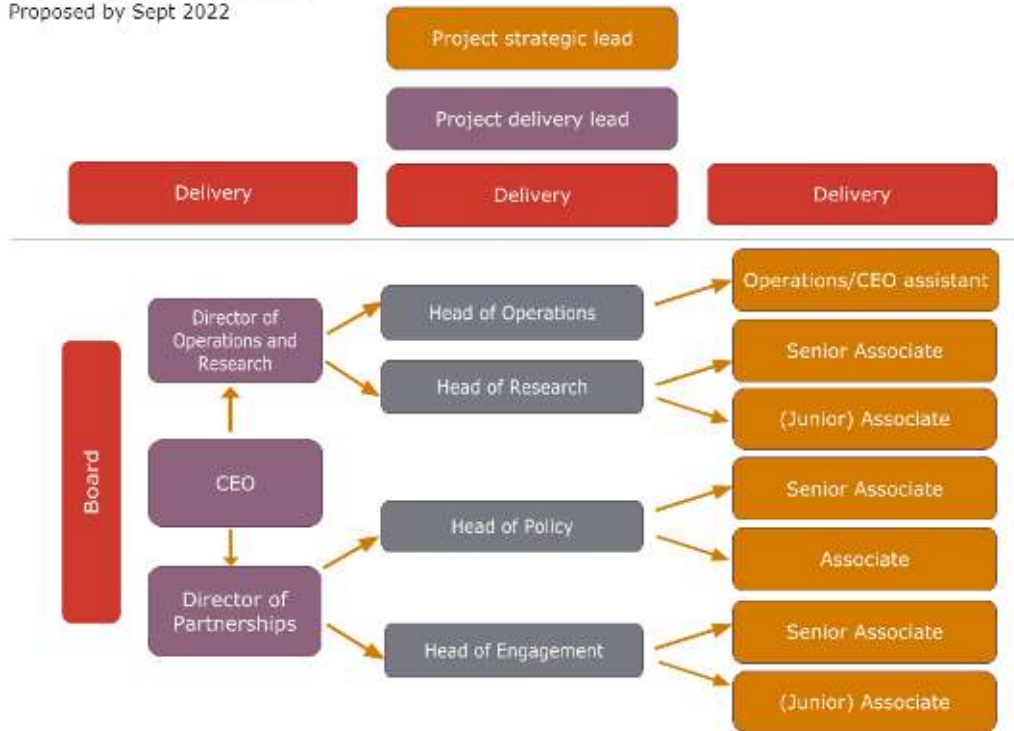 Proposed by Sept 2022
Project strategic lead
Project delivery lead
Delivery
Delivery
Delivery
Board
Director of
Operations and
Research
CEO
Director of
Partnerships
Head of Operations
Head of Research
Head of Policy
Head of Engagement
Operations/CEO assistant
Senior Associate
(Junior) Associate
Senior Associate
Associate
Senior Associate
(Junior) Associate